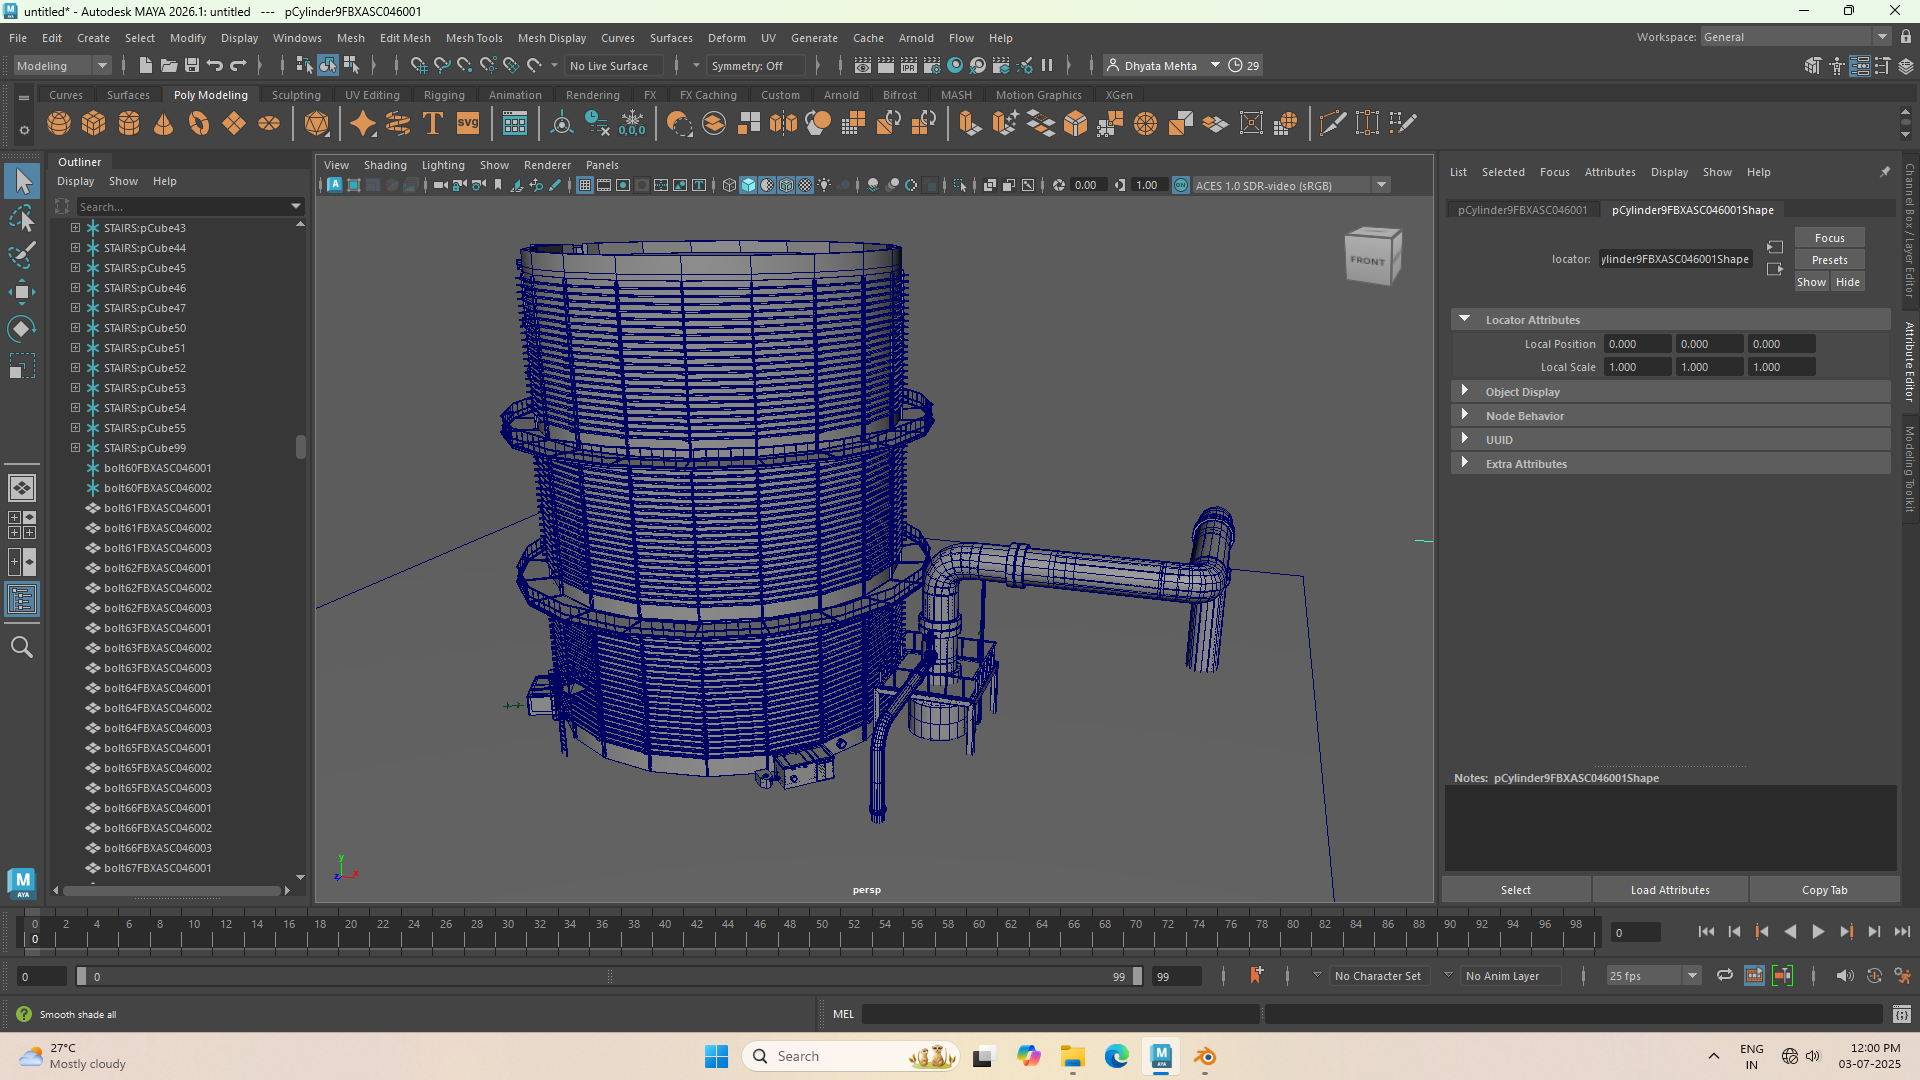 untitled* - Autodesk MAYA 2026.1: untitled --- pCylinder9FBXASC046001
File Edit Create Select Modify Display Windows Mesh Edit Mesh Mesh Tools Mesh Display Curves Surfaces Deform UV Generate Cache Arnold Flow Help
Workspace: General
Modeling
No Live Surface
Symmetry: Off
IPR
Dhyata Mehta
29
Curves Surfaces Poly Modeling Sculpting UV Editing Rigging Animation Rendering FX FX Caching Custom Arnold Bifrost MASH Motion Graphics XGen
SVG
0,0,0
Outliner
Display Show Help
Search...
STAIRS:pCube43
STAIRS:pCube44
STAIRS:pCube45
STAIRS:pCube46
STAIRS:pCube47
STAIRS:pCube50
STAIRS:pCube51
STAIRS:pCube52
STAIRS:pCube53
STAIRS:pCube54
STAIRS:pCube55
STAIRS:pCube99
bolt60FBXASC046001
bolt60FBXASC046002
bolt61FBXASC046001
bolt61FBXASC046002
bolt61FBXASC046003
bolt62FBXASC046001
bolt62FBXASC046002
bolt62FBXASC046003
bolt63FBXASC046001
bolt63FBXASC046002
bolt63FBXASC046003
bolt64FBXASC046001
bolt64FBXASC046002
bolt64FBXASC046003
bolt65FBXASC046001
bolt65FBXASC046002
bolt65FBXASC046003
bolt66FBXASC046001
bolt66FBXASC046002
bolt66FBXASC046003
bolt67FBXASC046001
View Shading Lighting Show Renderer Panels
0.00
1.00
ACES 1.0 SDR-video (sRGB)
FRONT
persp
y
z
x
List Selected Focus Attributes Display Show Help
pCylinder9FBXASC046001 pCylinder9FBXASC046001Shape
locator: ylinder9FBXASC046001Shape
Focus
Presets
Show Hide
Locator Attributes
Local Position 0.000 0.000 0.000
Local Scale 1.000 1.000 1.000
Object Display
Node Behavior
UUID
Extra Attributes
Notes: pCylinder9FBXASC046001Shape
Select Load Attributes Copy Tab
Channel Box / Layer Editor
Attribute Editor
Modeling Toolkit
M
AYA
0 2 4 6 8 10 12 14 16 18 20 22 24 26 28 30 32 34 36 38 40 42 44 46 48 50 52 54 56 58 60 62 64 66 68 70 72 74 76 78 80 82 84 86 88 90 92 94 96 98
0
0
0
0
99
99
No Character Set
No Anim Layer
25 fps
Smooth shade all
MEL
27°C
Mostly cloudy
Search
ENG
IN
12:00 PM
03-07-2025